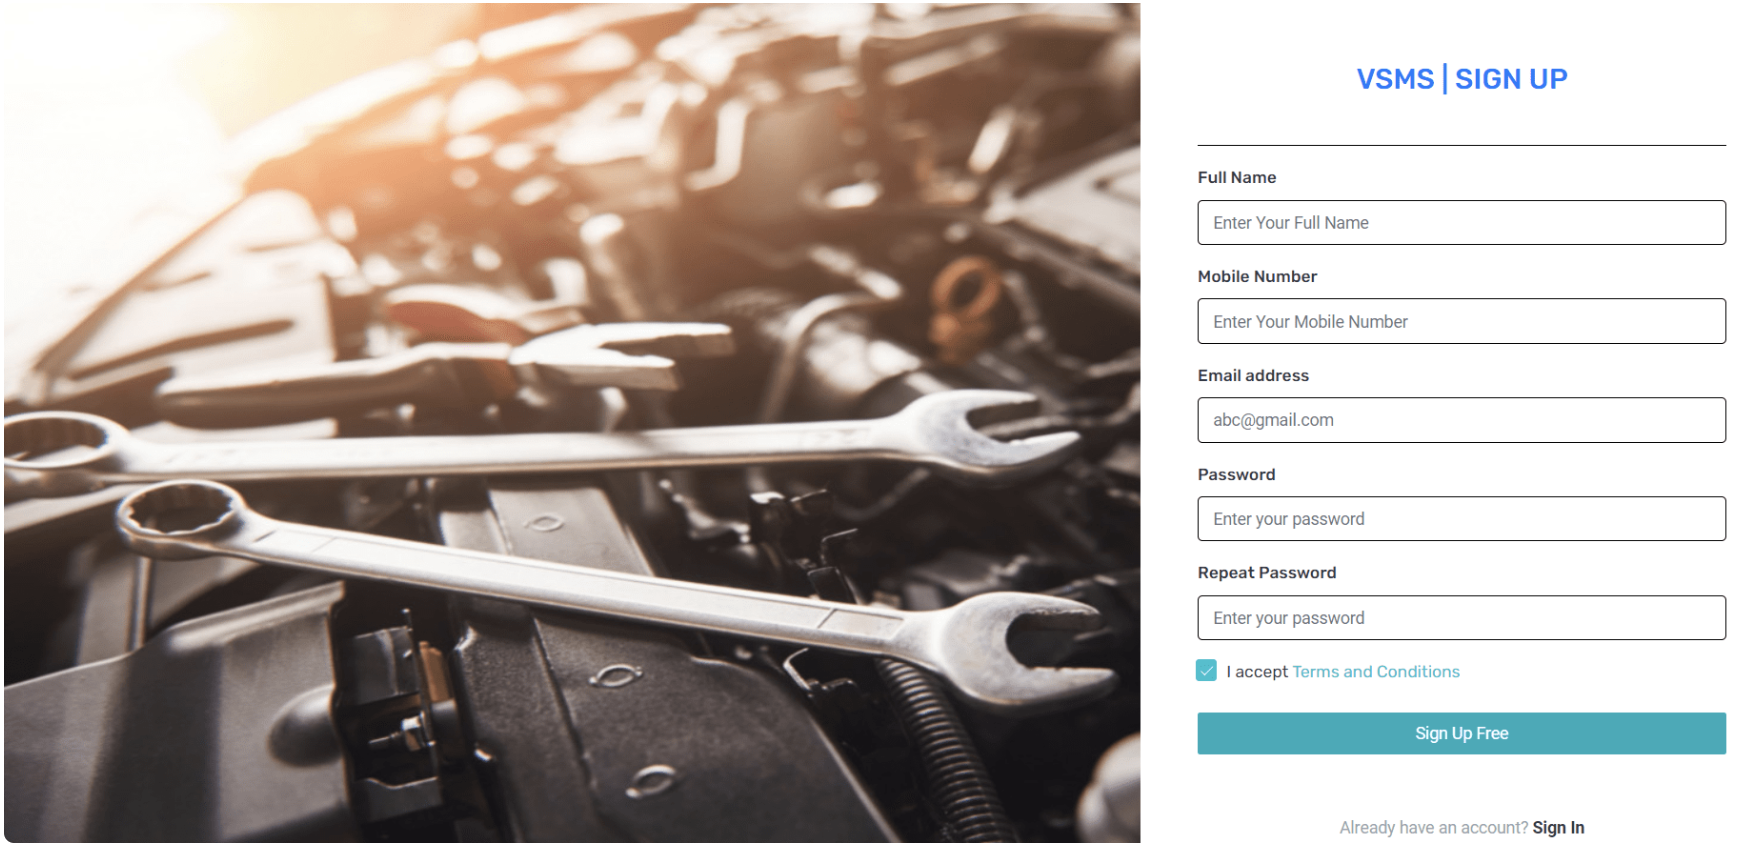 VSMS | SIGN UP
Full Name
Enter Your Full Name
Mobile Number
Enter Your Mobile Number
Email address
abc@gmail.com
Password
Enter your password
Repeat Password
Enter your password
I accept Terms and Conditions
Sign Up Free
Already have an account? Sign In